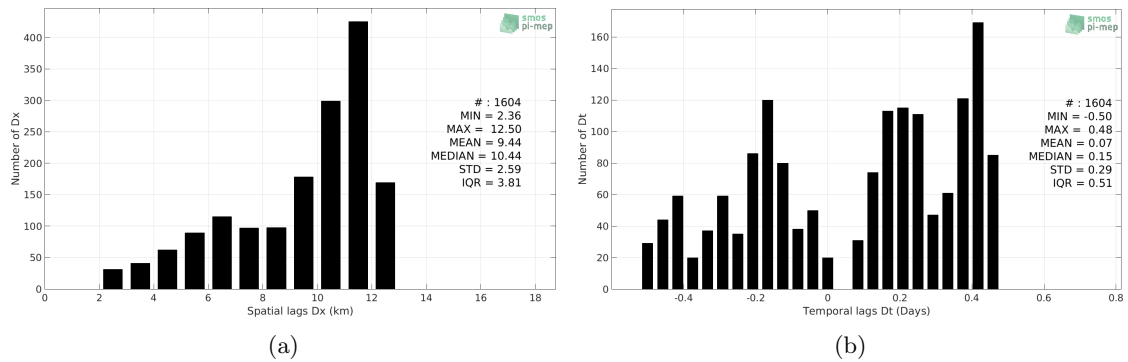 smos
pi-mep
400
350
300
250
200
150
100
50
0
Number of Dx
# : 1604
MIN = 2.36
MAX = 12.50
MEAN = 9.44
MEDIAN = 10.44
STD = 2.59
IQR = 3.81
0 2 4 6 8 10 12 14 16 18
Spatial lags Dx (km)
(a)
smos
pi-mep
160
140
120
100
80
60
40
20
0
Number of Dt
# : 1604
MIN = -0.50
MAX = 0.48
MEAN = 0.07
MEDIAN = 0.15
STD = 0.29
IQR = 0.51
-0.4 -0.2 0 0.2 0.4 0.6 0.8
Temporal lags Dt (Days)
(b)